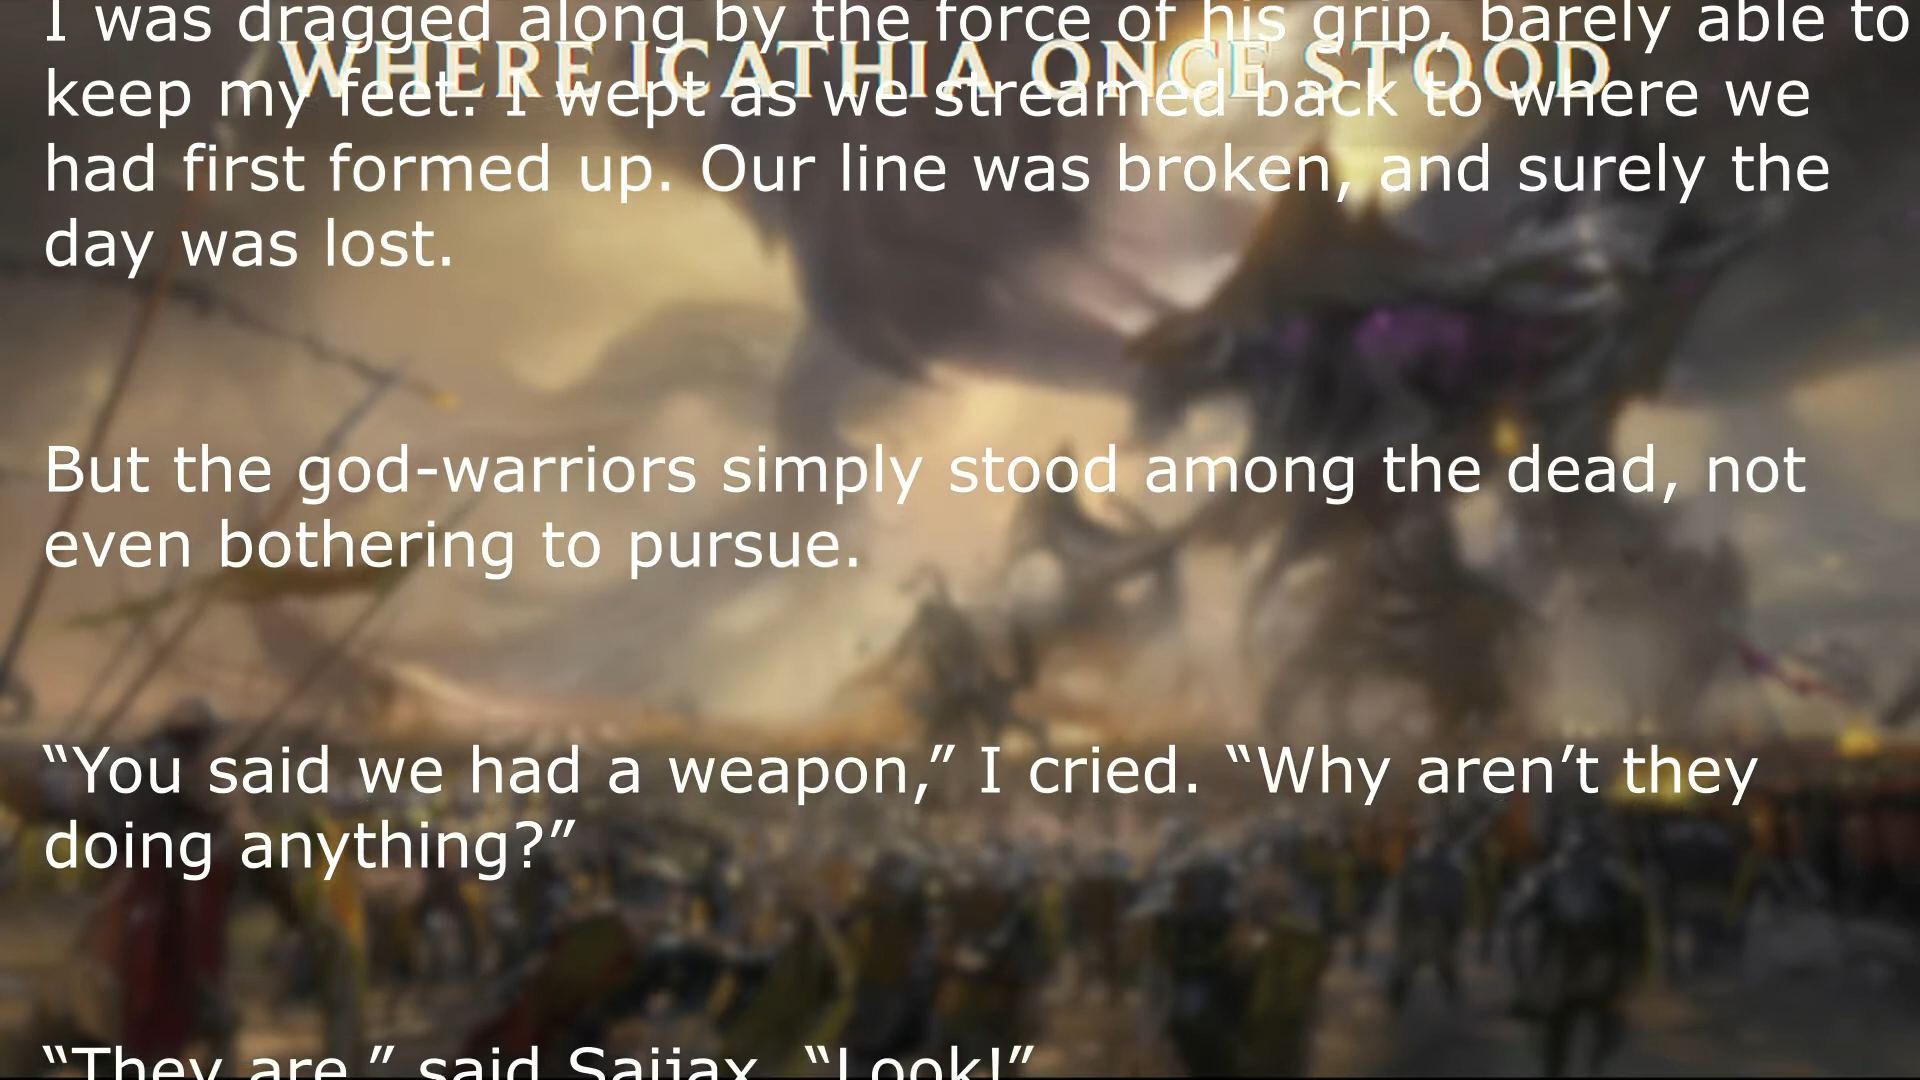 I was dragged along by the force of his grip, barely able to
WHERE ICATHIA ONCE STOOD
keep my feet. I wept as we streamed back to where we
had first formed up. Our line was broken, and surely the
day was lost.
But the god-warriors simply stood among the dead, not
even bothering to pursue.
“You said we had a weapon,” I cried. “Why aren’t they
doing anything?”
“They are,” said Saijax. “Look!”